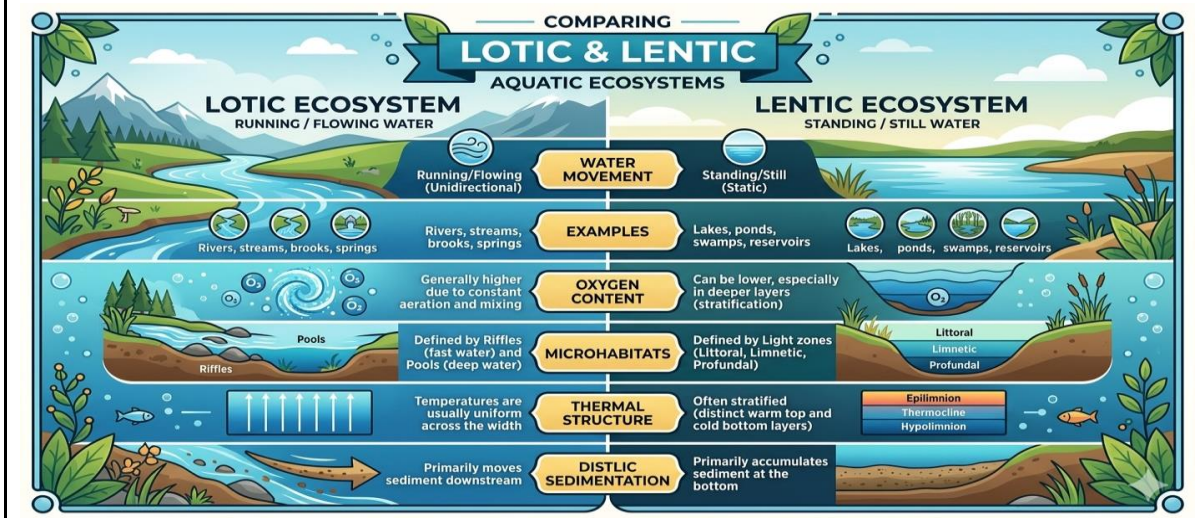 COMPARING
LOTIC & LENTIC
AQUATIC ECOSYSTEMS
LOTIC ECOSYSTEM
RUNNING / FLOWING WATER
LENTIC ECOSYSTEM
STANDING / STILL WATER
Running/Flowing
(Unidirectional)
WATER
MOVEMENT
Standing/Still
(Static)
Rivers, streams, brooks, springs
Rivers, streams,
brooks, springs
EXAMPLES
Lakes, ponds,
swamps, reservoirs
Lakes, ponds, swamps, reservoirs
O₂
O₂
O₂
Generally higher
due to constant
aeration and mixing
OXYGEN
CONTENT
Can be lower, especially
in deeper layers
(stratification)
O₂
Pools
Riffles
Defined by Riffles
(fast water) and
Pools (deep water)
MICROHABITATS
Defined by Light zones
(LIttoral, Limnetic,
Profundal)
Littoral
Limnetic
Profundal
Temperatures are
usually uniform
across the width
THERMAL
STRUCTURE
Often stratified
(distinct warm top and
cold bottom layers)
Epilimnion
Thermocline
Hypolimnion
Primarily moves
sediment downstream
DISTLIC
SEDIMENTATION
Primarily accumulates
sediment at the
bottom